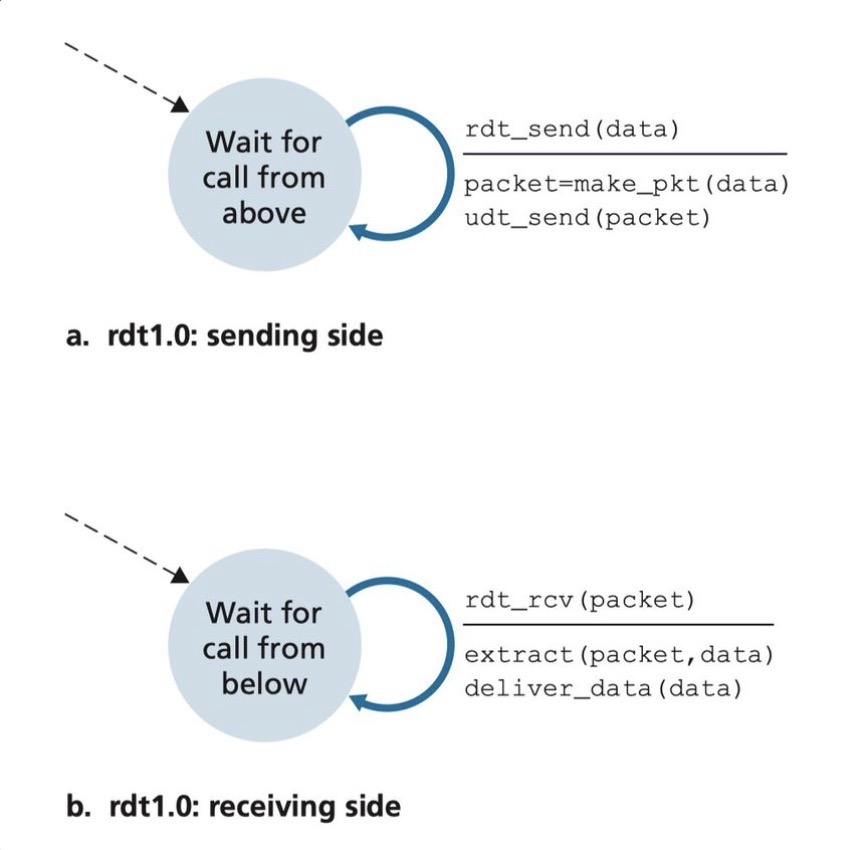 Wait for
call from
above
rdt_send(data)
packet=make_pkt(data)
udt_send(packet)
a. rdt1.0: sending side
Wait for
call from
below
rdt_rcv(packet)
extract(packet,data)
deliver_data(data)
b. rdt1.0: receiving side